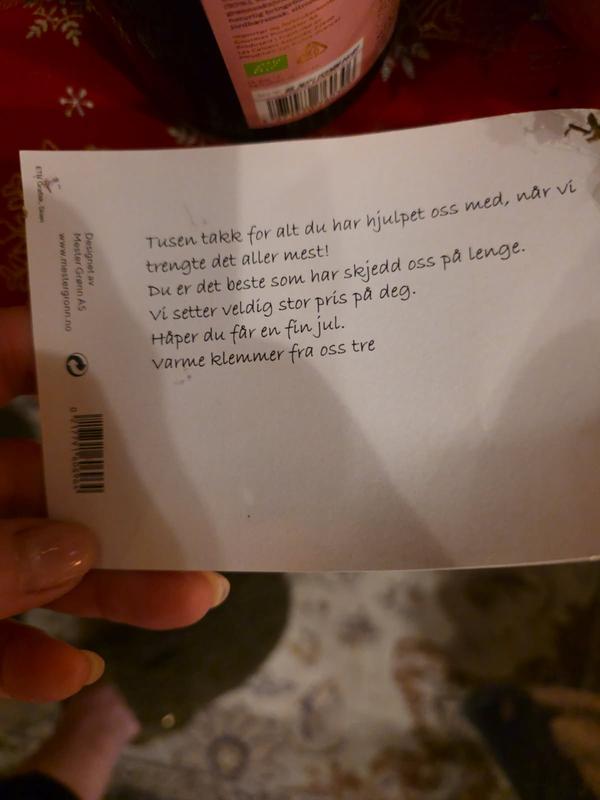 Tusen takk for alt du har hjulpet oss med, når vi
trengte det aller mest!
Du er det beste som har skjedd oss på lenge.
Vi setter veldig stor pris på deg.
Håper du får en fin jul.
Varme klemmer fra oss tre
Designet av
Mester Grønn AS
www.mestergronn.no